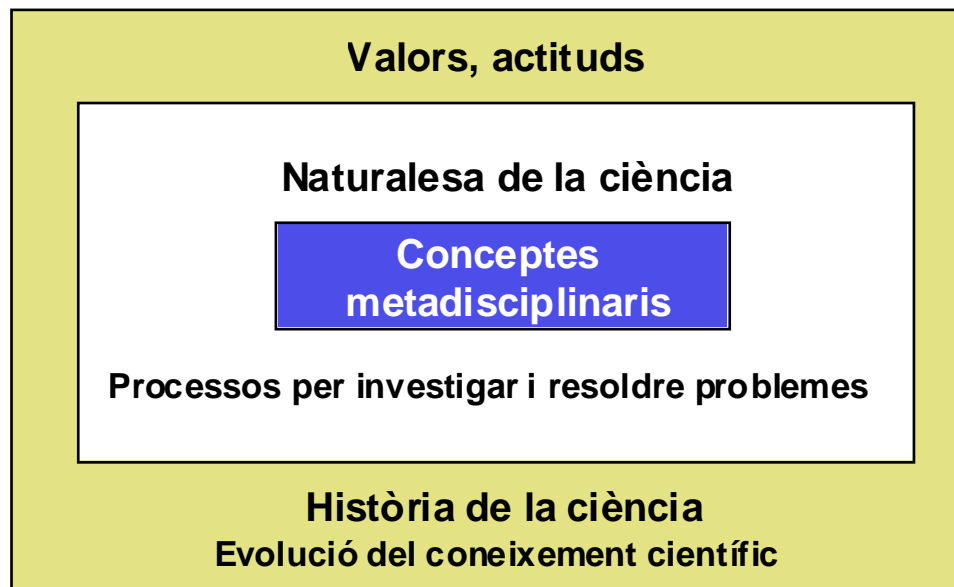 Valors, actituds
Naturalesa de la ciència
Conceptes
metadisciplinaris
Processos per investigar i resoldre problemes
Història de la ciència
Evolució del coneixement científic